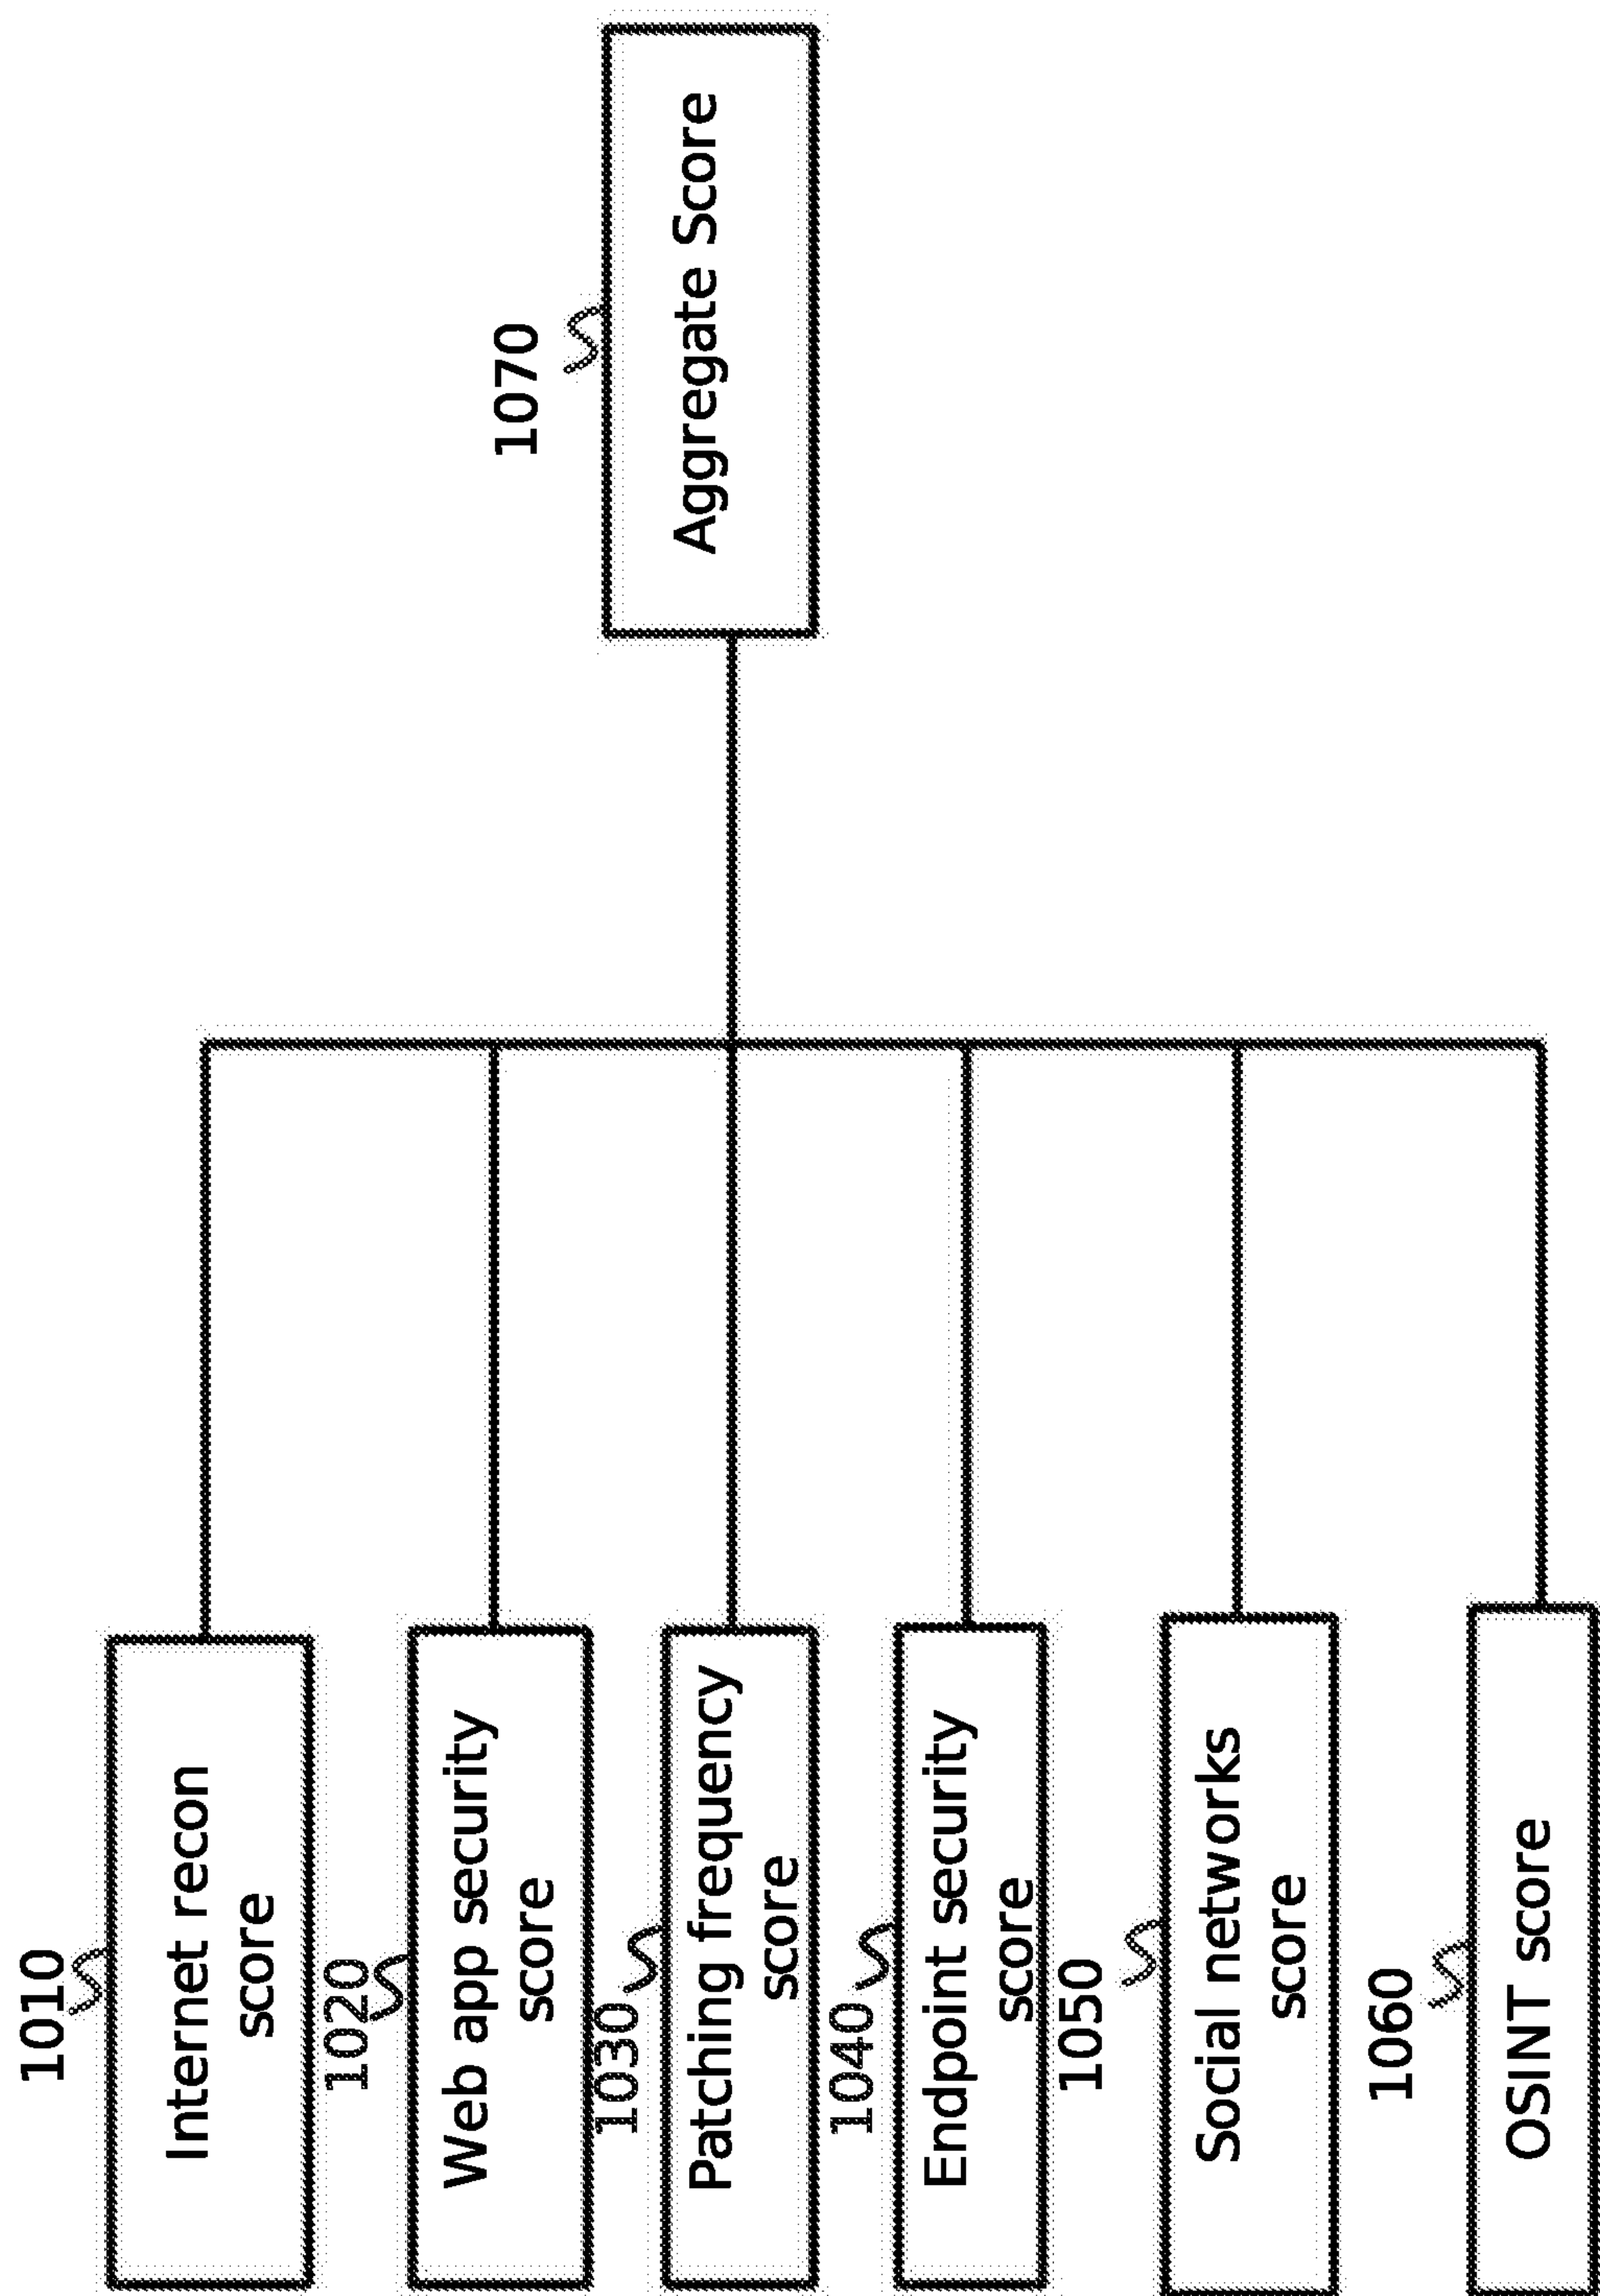 1010
Internet recon
score
1020
Web app security
score
1030
Patching frequency
score
1040
Endpoint security
score
1050
Social networks
score
1060
OSINT score
1070
Aggregate Score